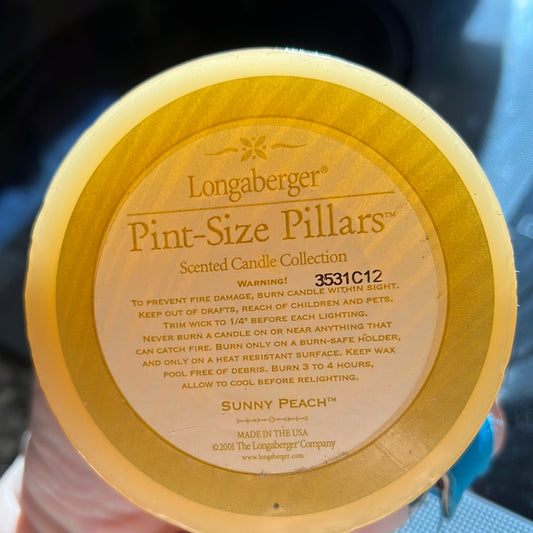 Longaberger®
Pint-Size Pillars™
Scented Candle Collection
WARNING! 3531C12
TO PREVENT FIRE DAMAGE, BURN CANDLE WITHIN SIGHT.
KEEP OUT OF DRAFTS, REACH OF CHILDREN AND PETS.
TRIM WICK TO 1/4" BEFORE EACH LIGHTING.
NEVER BURN A CANDLE ON OR NEAR ANYTHING THAT
CAN CATCH FIRE. BURN ONLY ON A BURN-SAFE HOLDER,
AND ONLY ON A HEAT RESISTANT SURFACE. KEEP WAX
POOL FREE OF DEBRIS. BURN 3 TO 4 HOURS,
ALLOW TO COOL BEFORE RELIGHTING.
SUNNY PEACH™
MADE IN THE USA
©2001 The Longaberger® Company
www.longaberger.com